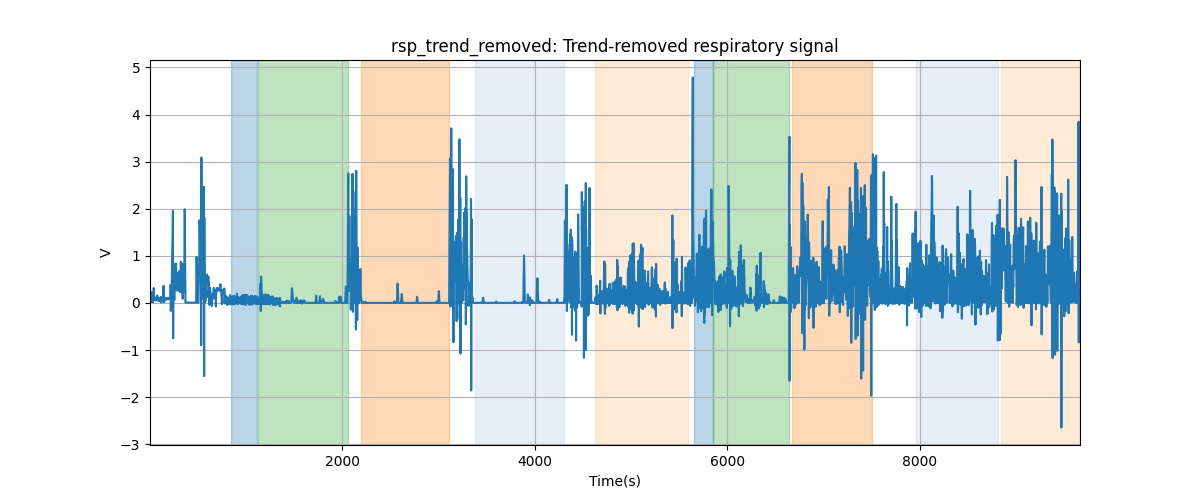 rsp_trend_removed: Trend-removed respiratory signal
5
4
3
2
1
0
−1
−2
−3
V
2000 4000 6000 8000
Time(s)